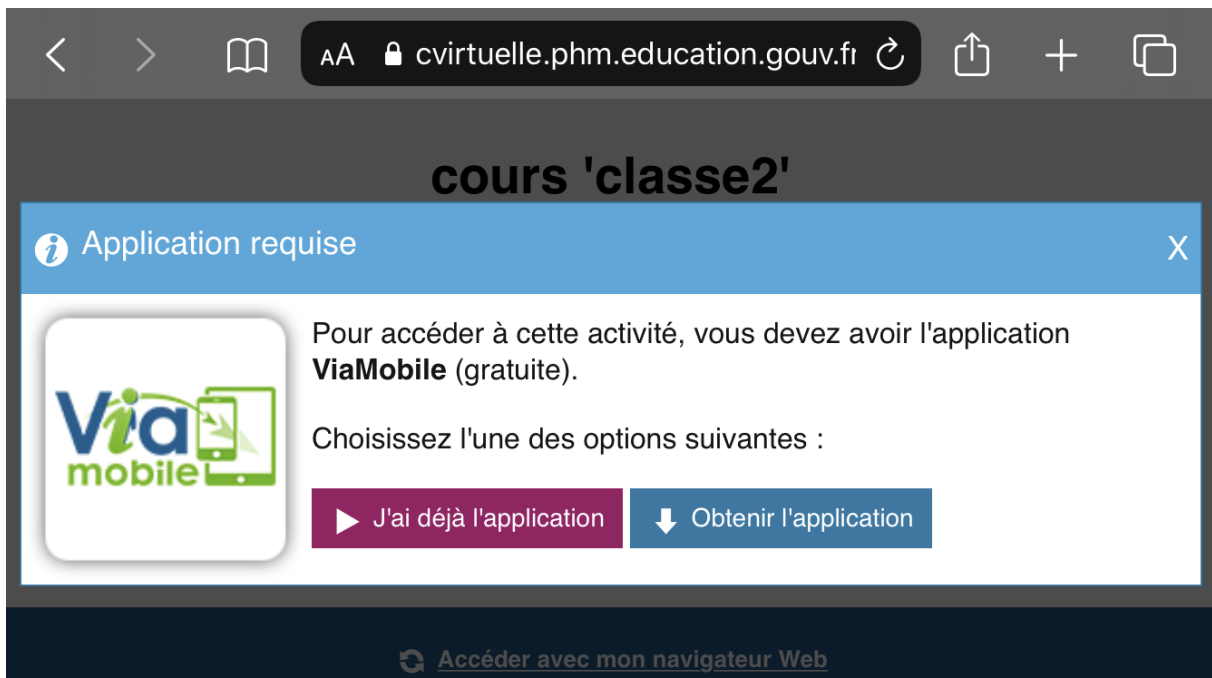 AA cvirtuelle.phm.education.gouv.fr
cours 'classe2'
Application requise
X
Via
mobile
Pour accéder à cette activité, vous devez avoir l'application
ViaMobile (gratuite).
Choisissez l'une des options suivantes :
J'ai déjà l'application
Obtenir l'application
Accéder avec mon navigateur Web